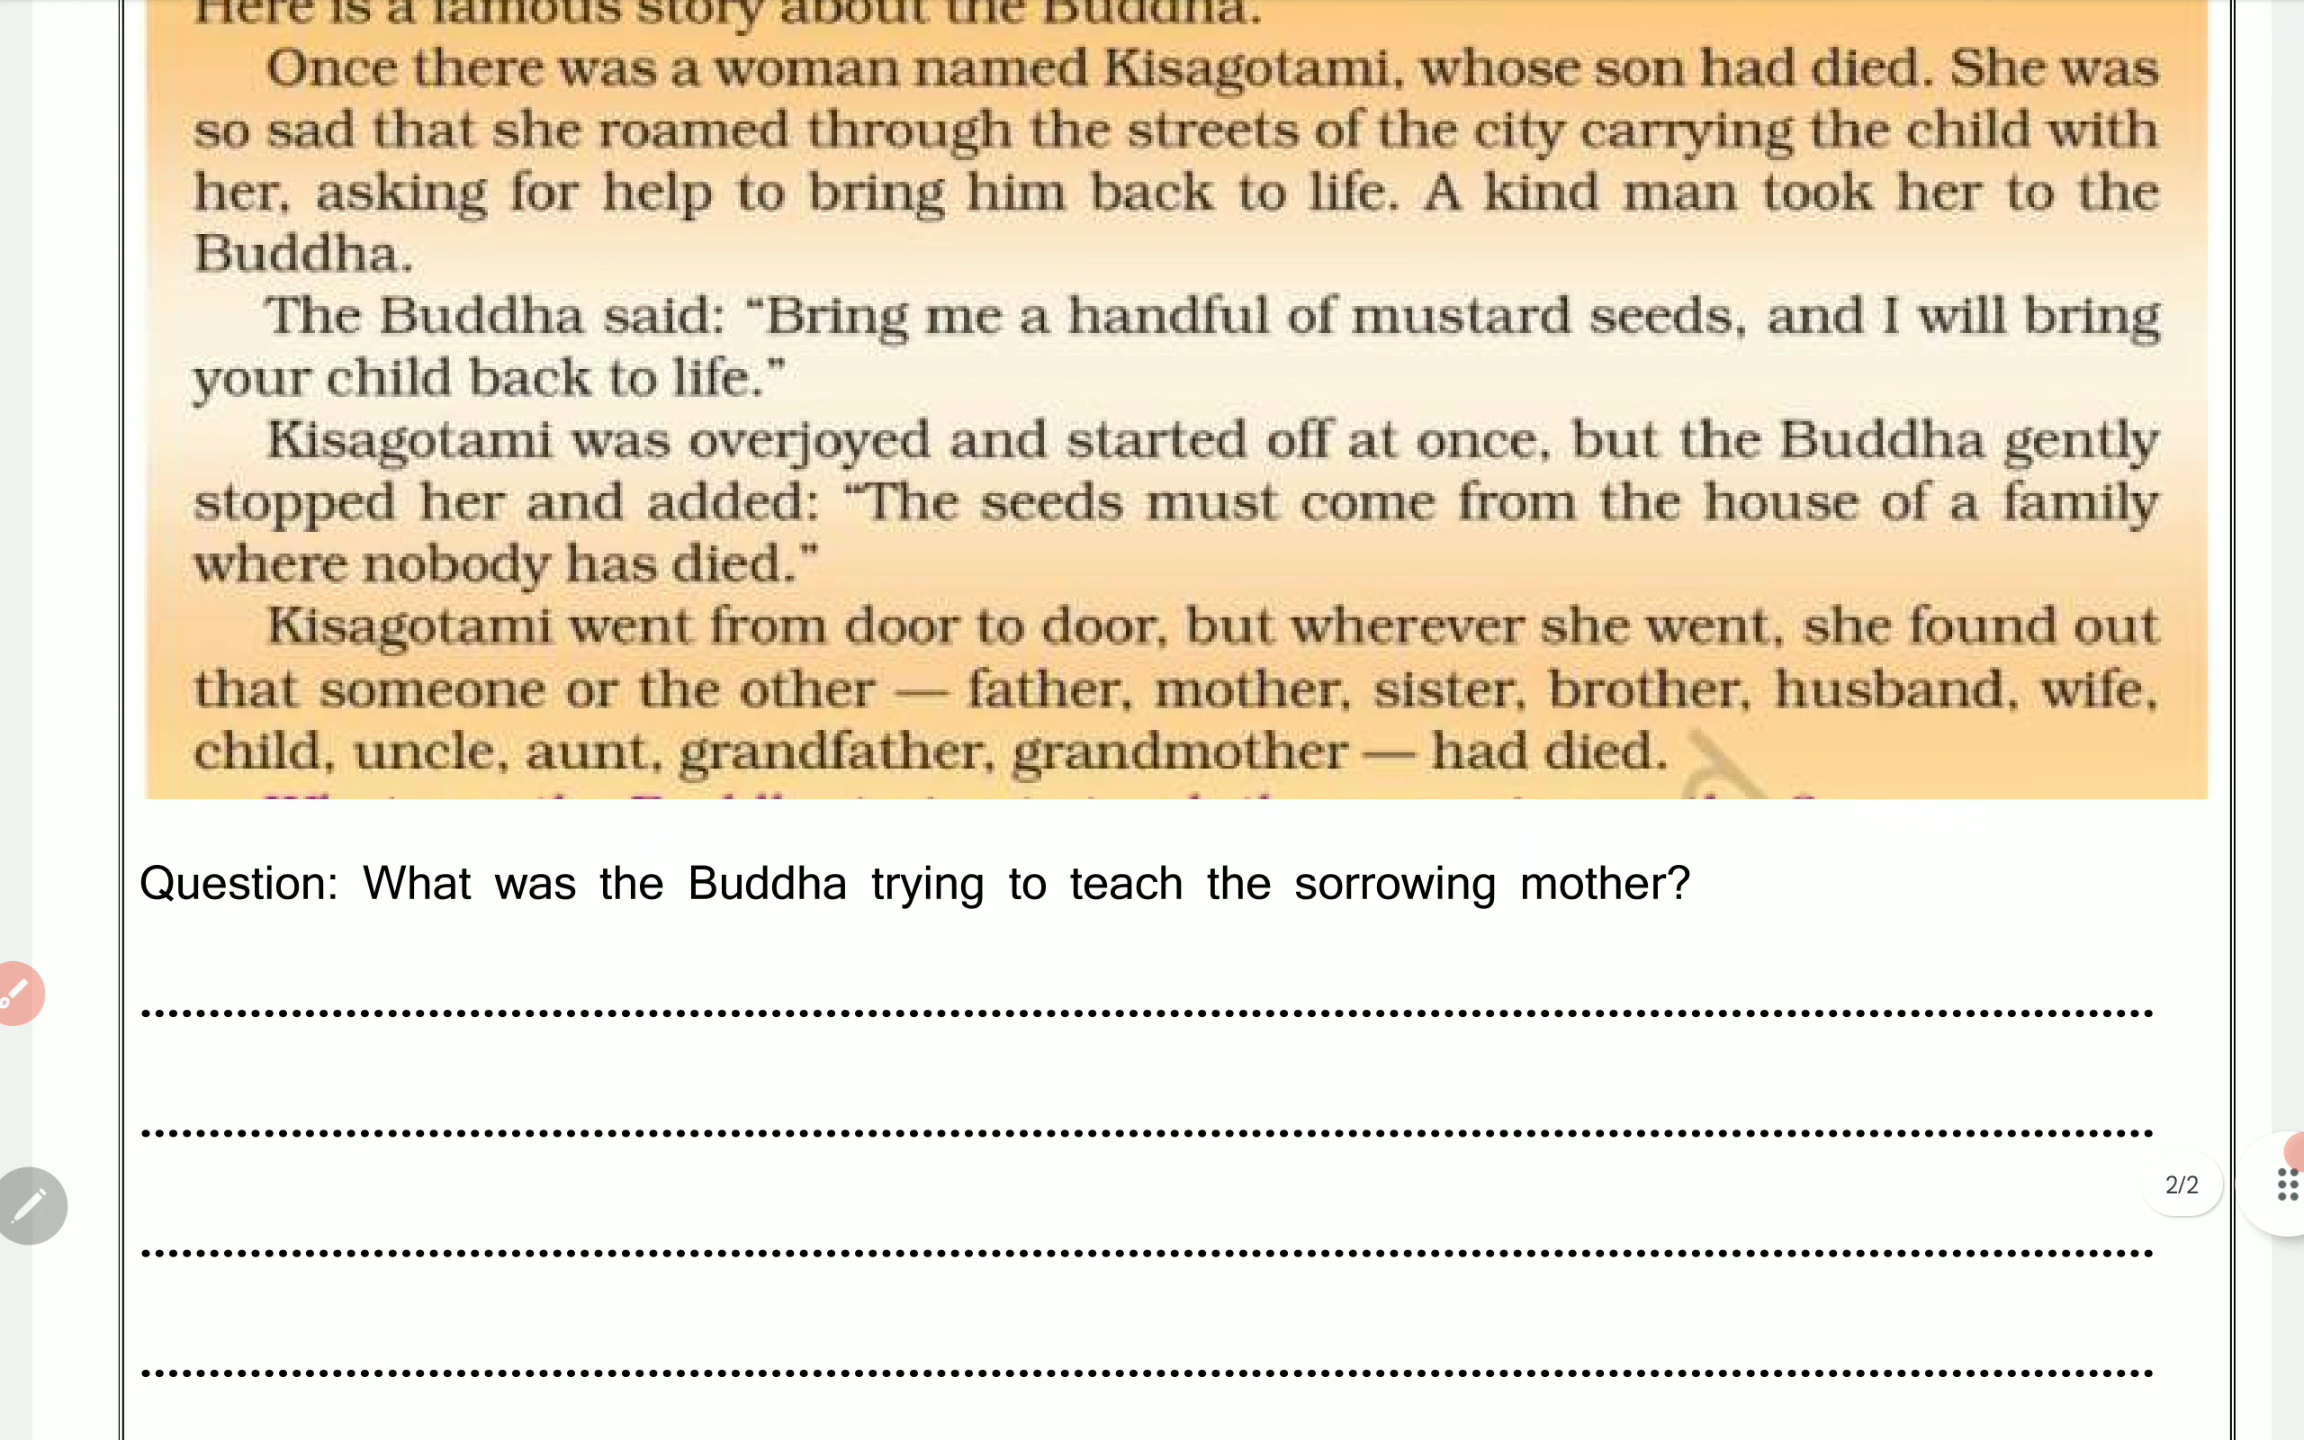 Here is a famous story about the Buddha.
Once there was a woman named Kisagotami, whose son had died. She was
so sad that she roamed through the streets of the city carrying the child with
her, asking for help to bring him back to life. A kind man took her to the
Buddha.
The Buddha said: “Bring me a handful of mustard seeds, and I will bring
your child back to life.”
Kisagotami was overjoyed and started off at once, but the Buddha gently
stopped her and added: “The seeds must come from the house of a family
where nobody has died.”
Kisagotami went from door to door, but wherever she went, she found out
that someone or the other — father, mother, sister, brother, husband, wife,
child, uncle, aunt, grandfather, grandmother — had died.
Question: What was the Buddha trying to teach the sorrowing mother?
2/2